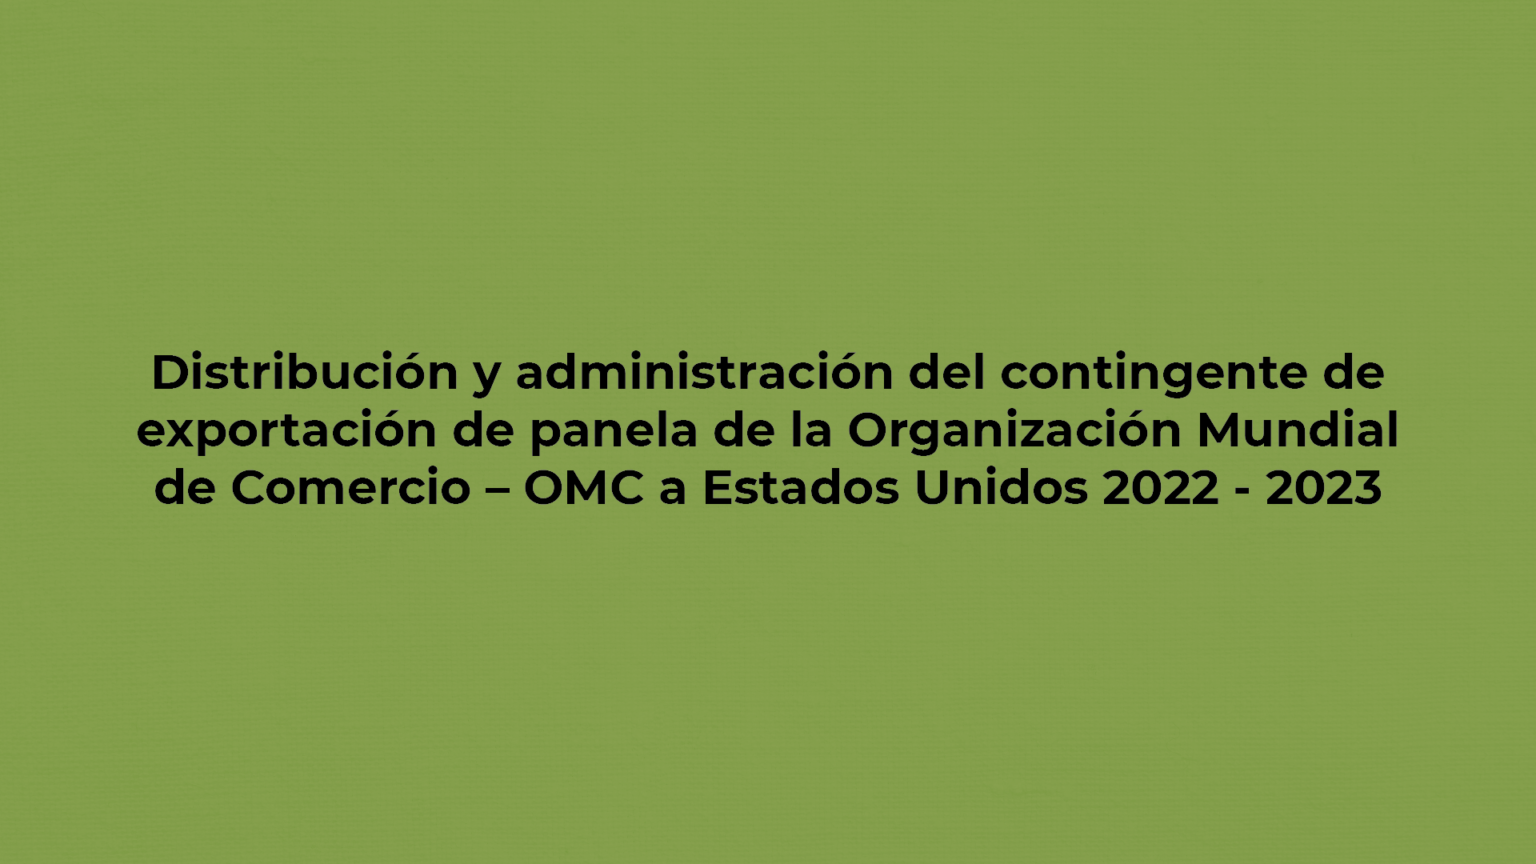 Distribución y administración del contingente de
exportación de panela de la Organización Mundial
de Comercio – OMC a Estados Unidos 2022 - 2023